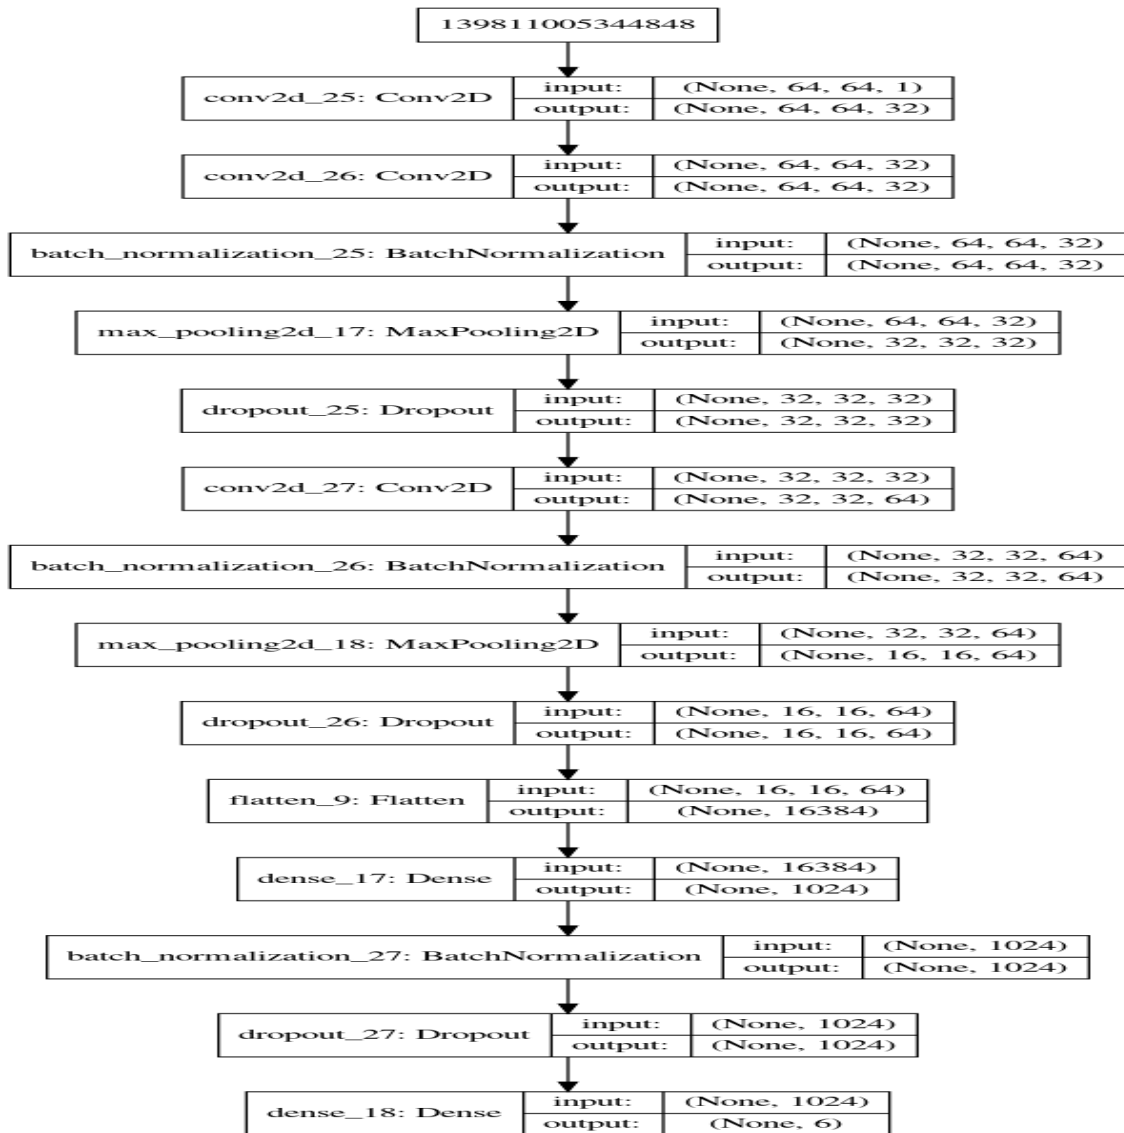 139811005344848
conv2d_25: Conv2D input: (None, 64, 64, 1)
output: (None, 64, 64, 32)
conv2d_26: Conv2D input: (None, 64, 64, 32)
output: (None, 64, 64, 32)
batch_normalization_25: BatchNormalization input: (None, 64, 64, 32)
output: (None, 64, 64, 32)
max_pooling2d_17: MaxPooling2D input: (None, 64, 64, 32)
output: (None, 32, 32, 32)
dropout_25: Dropout input: (None, 32, 32, 32)
output: (None, 32, 32, 32)
conv2d_27: Conv2D input: (None, 32, 32, 32)
output: (None, 32, 32, 64)
batch_normalization_26: BatchNormalization input: (None, 32, 32, 64)
output: (None, 32, 32, 64)
max_pooling2d_18: MaxPooling2D input: (None, 32, 32, 64)
output: (None, 16, 16, 64)
dropout_26: Dropout input: (None, 16, 16, 64)
output: (None, 16, 16, 64)
flatten_9: Flatten input: (None, 16, 16, 64)
output: (None, 16384)
dense_17: Dense input: (None, 16384)
output: (None, 1024)
batch_normalization_27: BatchNormalization input: (None, 1024)
output: (None, 1024)
dropout_27: Dropout input: (None, 1024)
output: (None, 1024)
dense_18: Dense input: (None, 1024)
output: (None, 6)